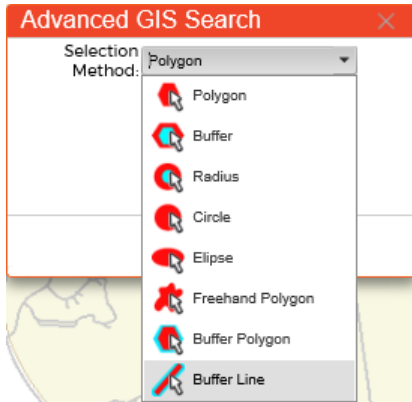 Advanced GIS Search
Selection
Method:
Polygon
Polygon
Buffer
Radius
Circle
Elipse
Freehand Polygon
Buffer Polygon
Buffer Line